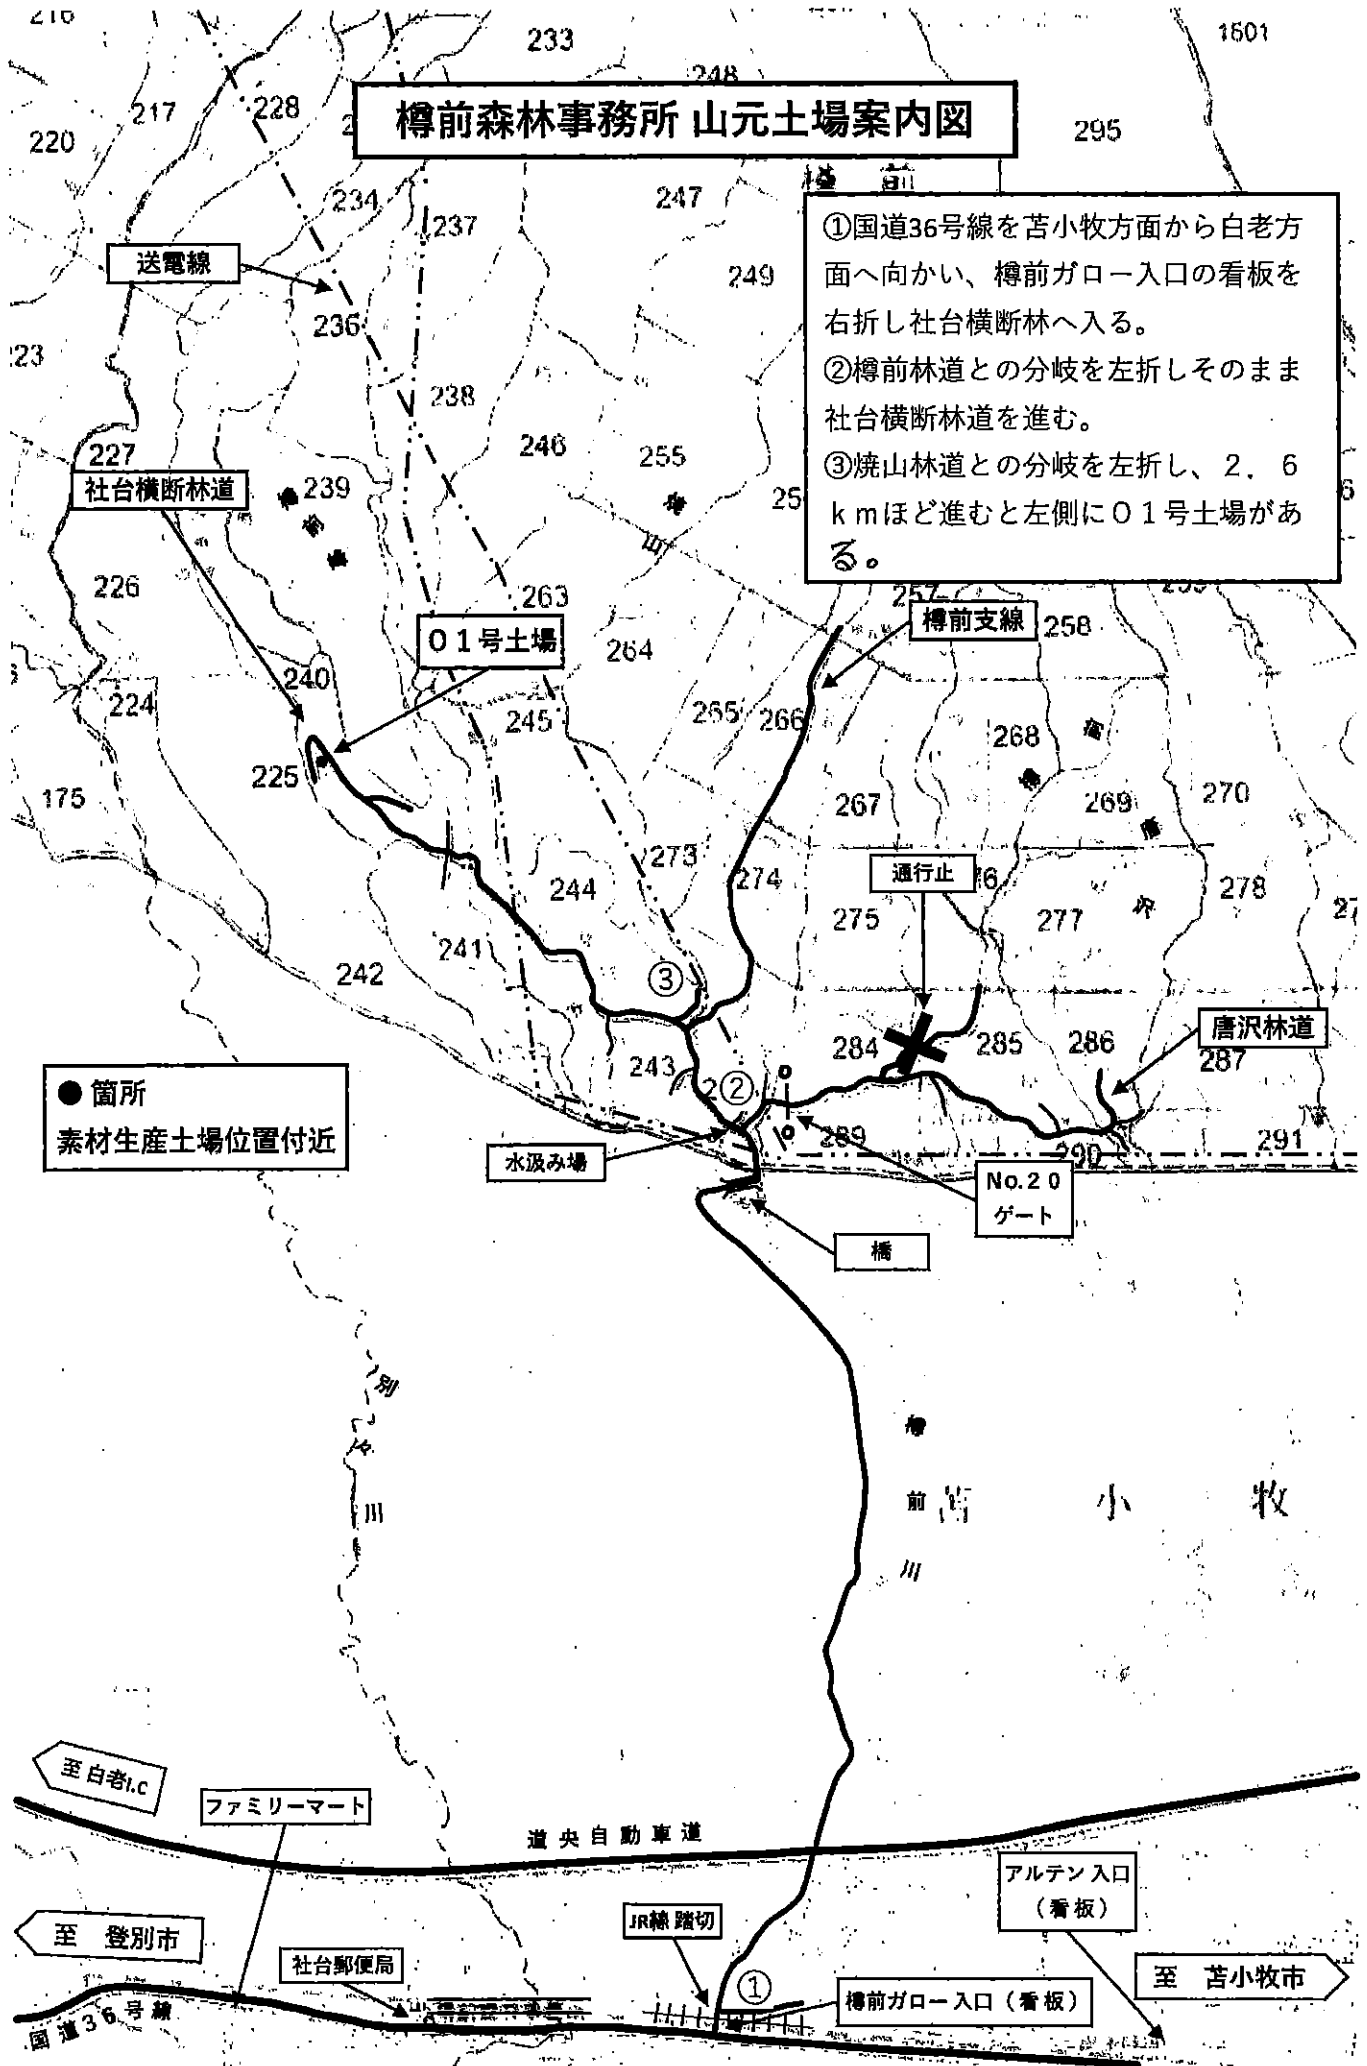 216
233
1601
248
217
228
樽前森林事務所 山元土場案内図
295
220
234
247
237
①国道36号線を苫小牧方面から白老方
面へ向かい、樽前ガロー入口の看板を
右折し社台横断林へ入る。
②樽前林道との分岐を左折しそのまま
社台横断林道を進む。
③焼山林道との分岐を左折し、２．６
ｋｍほど進むと左側に０１号土場があ
る。
送電線
249
236
238
246
255
227
社台横断林道
239
226
263
257
樽前支線
258
０１号土場
264
240
224
245
265
266
268
225
175
267
269
270
273
274
通行止
244
275
277
278
241
242
③
284
285
286
唐沢林道
287
243
②
● 箇所
素材生産土場位置付近
289
290
291
水汲み場
No.２０
ゲート
橋
別
々
川
樽
前
川
苫 小 牧
至 白老I.C
ファミリーマート
道央自動車道
アルテン 入口
（看板）
至 登別市
JR線 踏切
社台郵便局
①
樽前ガロー 入口（看板）
至 苫小牧市
国道３６号線